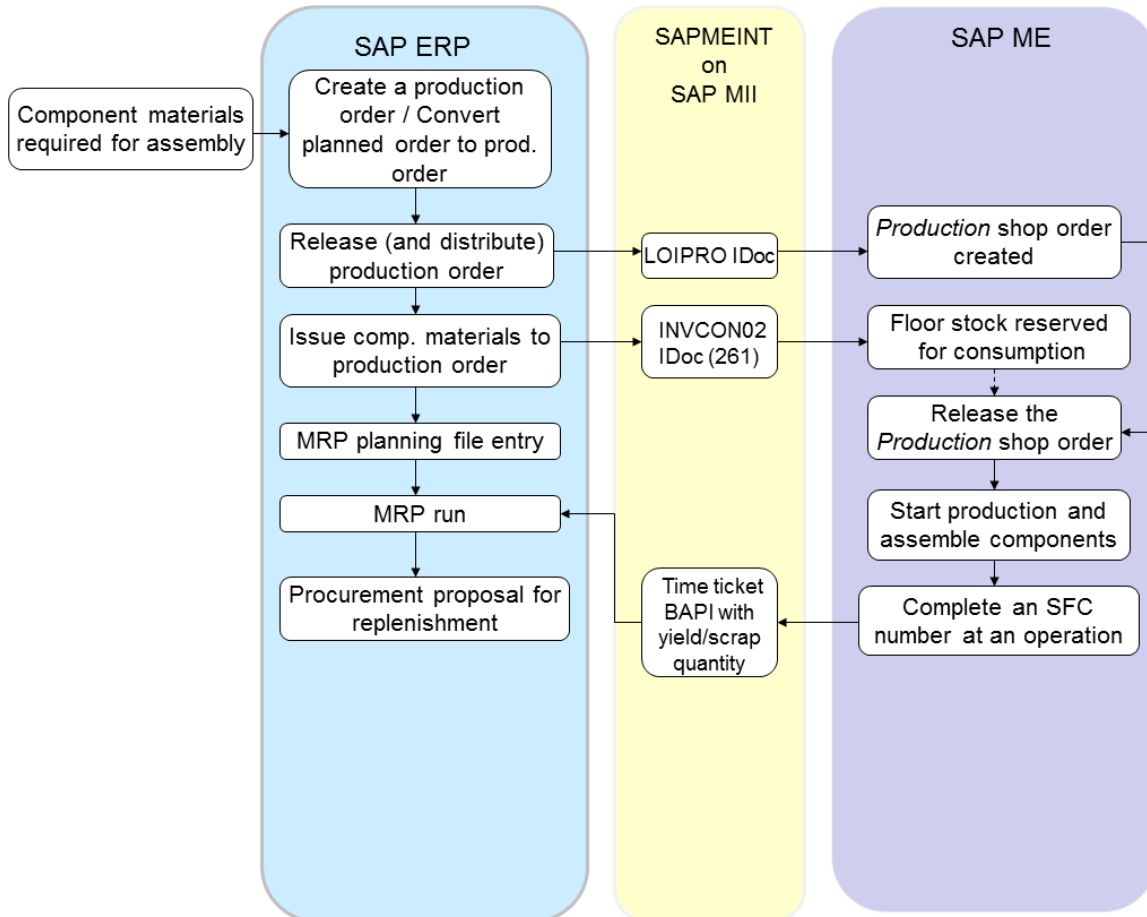 SAP ERP
SAPMEINT
on
SAP MII
SAP ME
Component materials
required for assembly
Create a production
order / Convert
planned order to prod.
order
Release (and distribute)
production order
LOIPRO IDoc
Production shop order
created
Issue comp. materials to
production order
INVCON02
IDoc (261)
Floor stock reserved
for consumption
MRP planning file entry
Release the
Production shop order
MRP run
Start production and
assemble components
Procurement proposal for
replenishment
Time ticket
BAPI with
yield/scrap
quantity
Complete an SFC
number at an operation